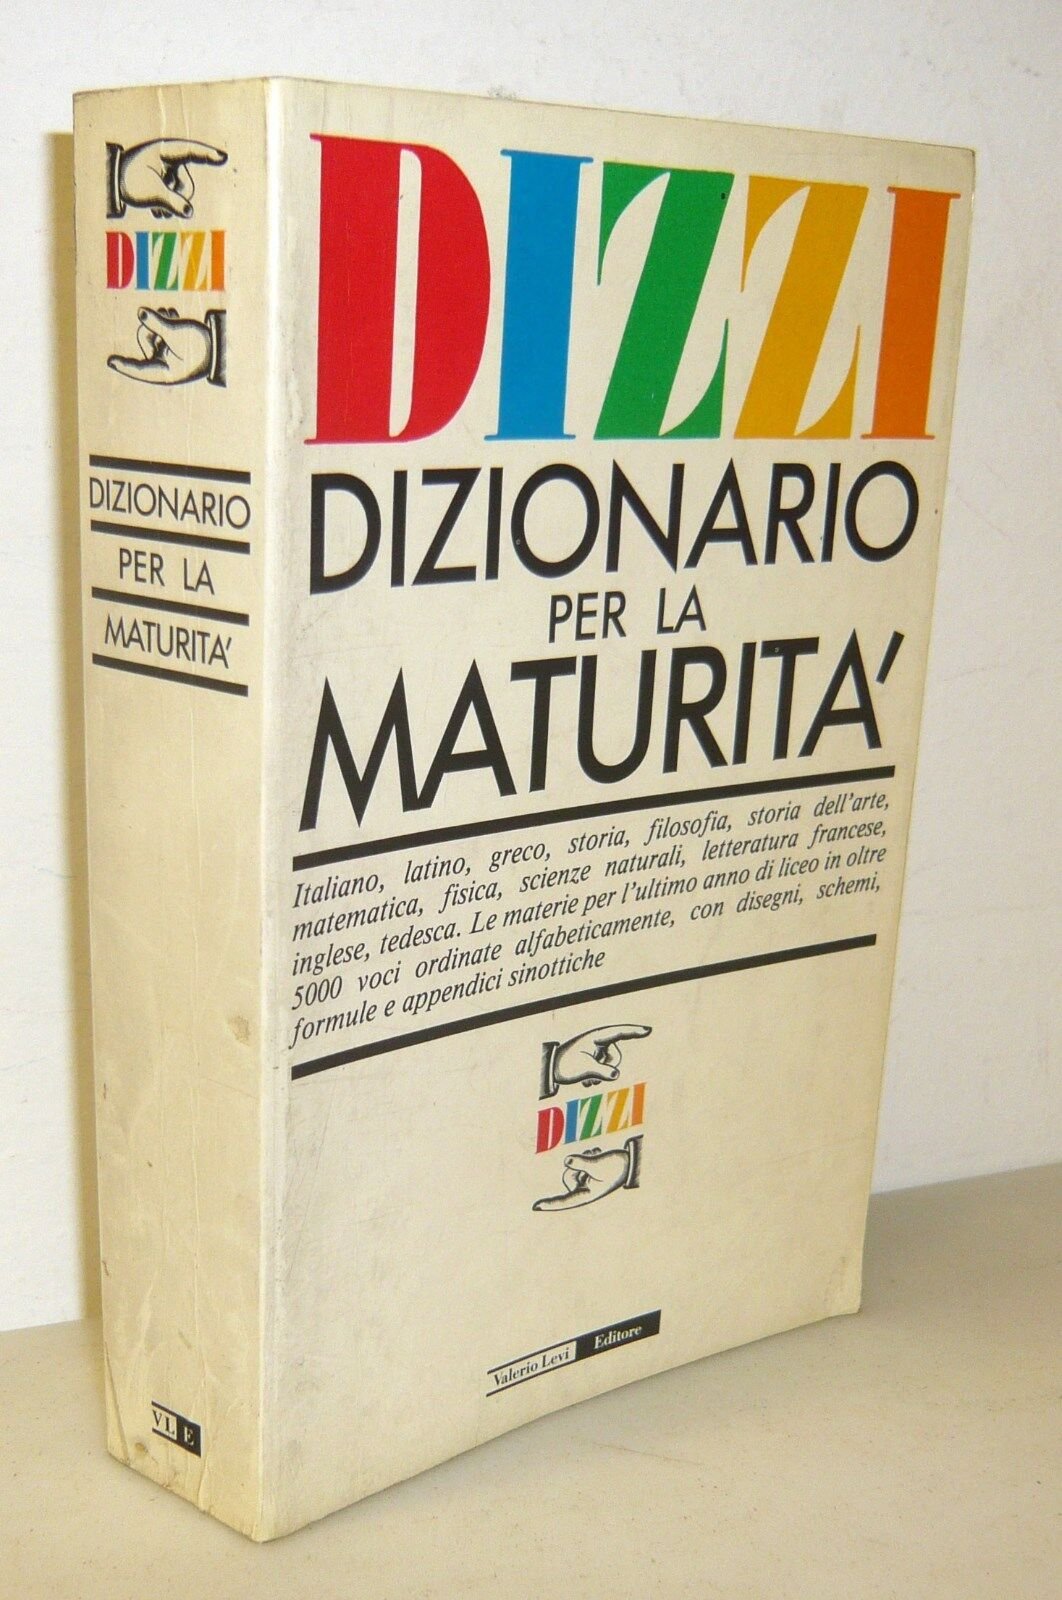 DIZZI
DIZIONARIO
PER LA
MATURITA'
VL E
DIZZI
DIZIONARIO
PER LA
MATURITA'
Italiano, latino, greco, storia, filosofia, storia dell'arte,
matematica, fisica, scienze naturali, letteratura francese,
inglese, tedesca. Le materie per l'ultimo anno di liceo in oltre
5000 voci ordinate alfabeticamente, con disegni, schemi,
formule e appendici sinottiche
DIZZI
Valerio Levi Editore